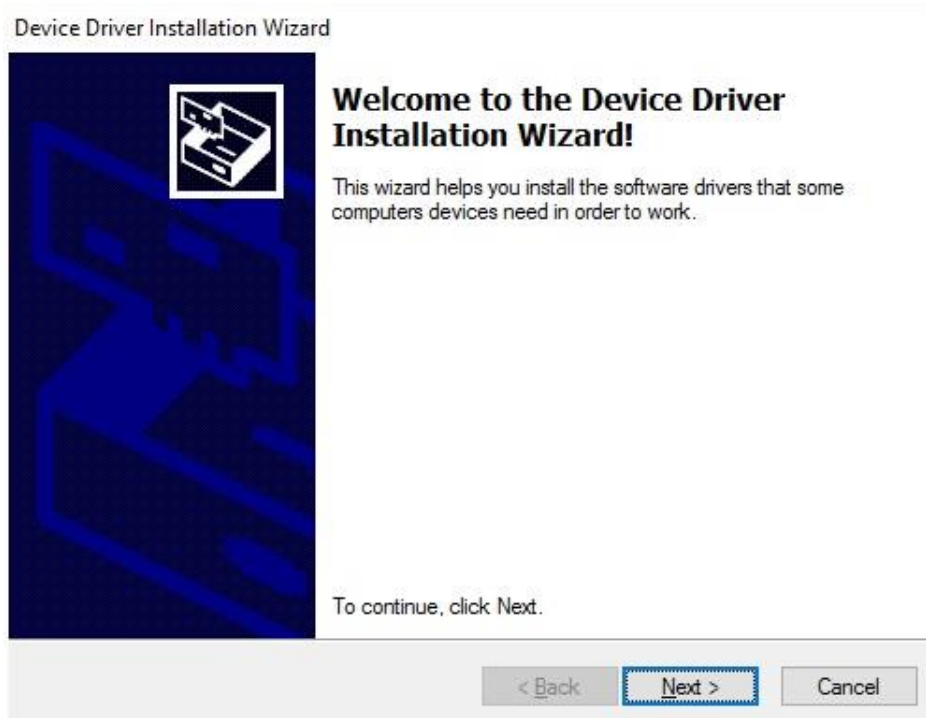 Device Driver Installation Wizard
Welcome to the Device Driver
Installation Wizard!
This wizard helps you install the software drivers that some
computers devices need in order to work.
To continue, click Next.
< Back
Next >
Cancel